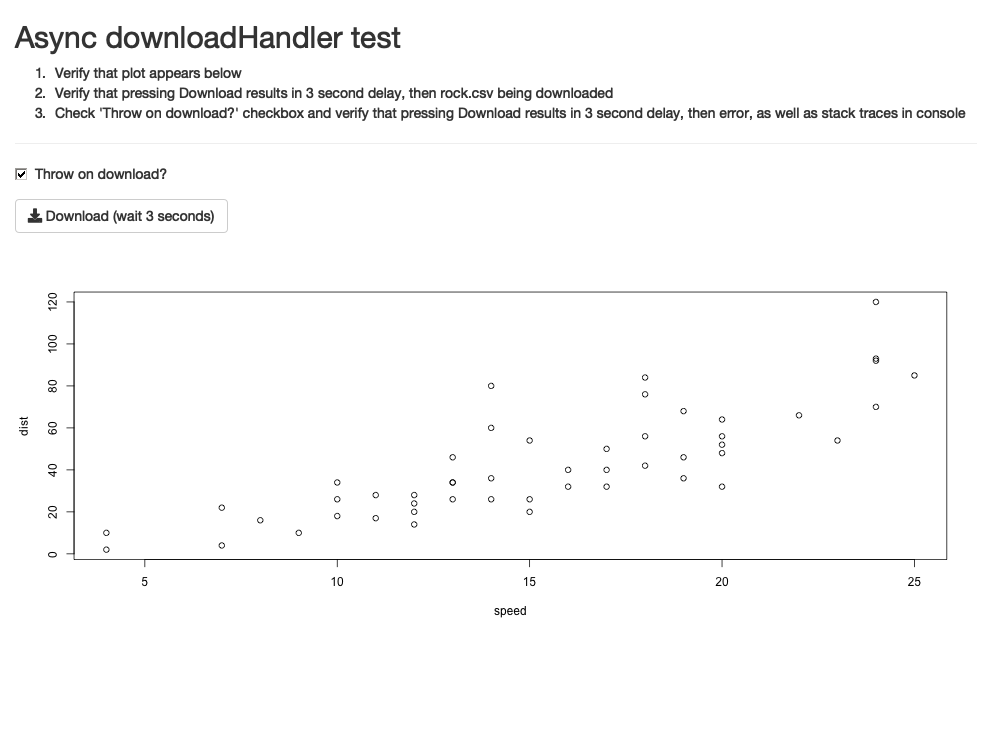 Async downloadHandler test
1. Verify that plot appears below
2. Verify that pressing Download results in 3 second delay, then rock.csv being downloaded
3. Check 'Throw on download?' checkbox and verify that pressing Download results in 3 second delay, then error, as well as stack traces in console
Throw on download?
Download (wait 3 seconds)
120
100
80
60
40
20
0
dist
5 10 15 20 25
speed